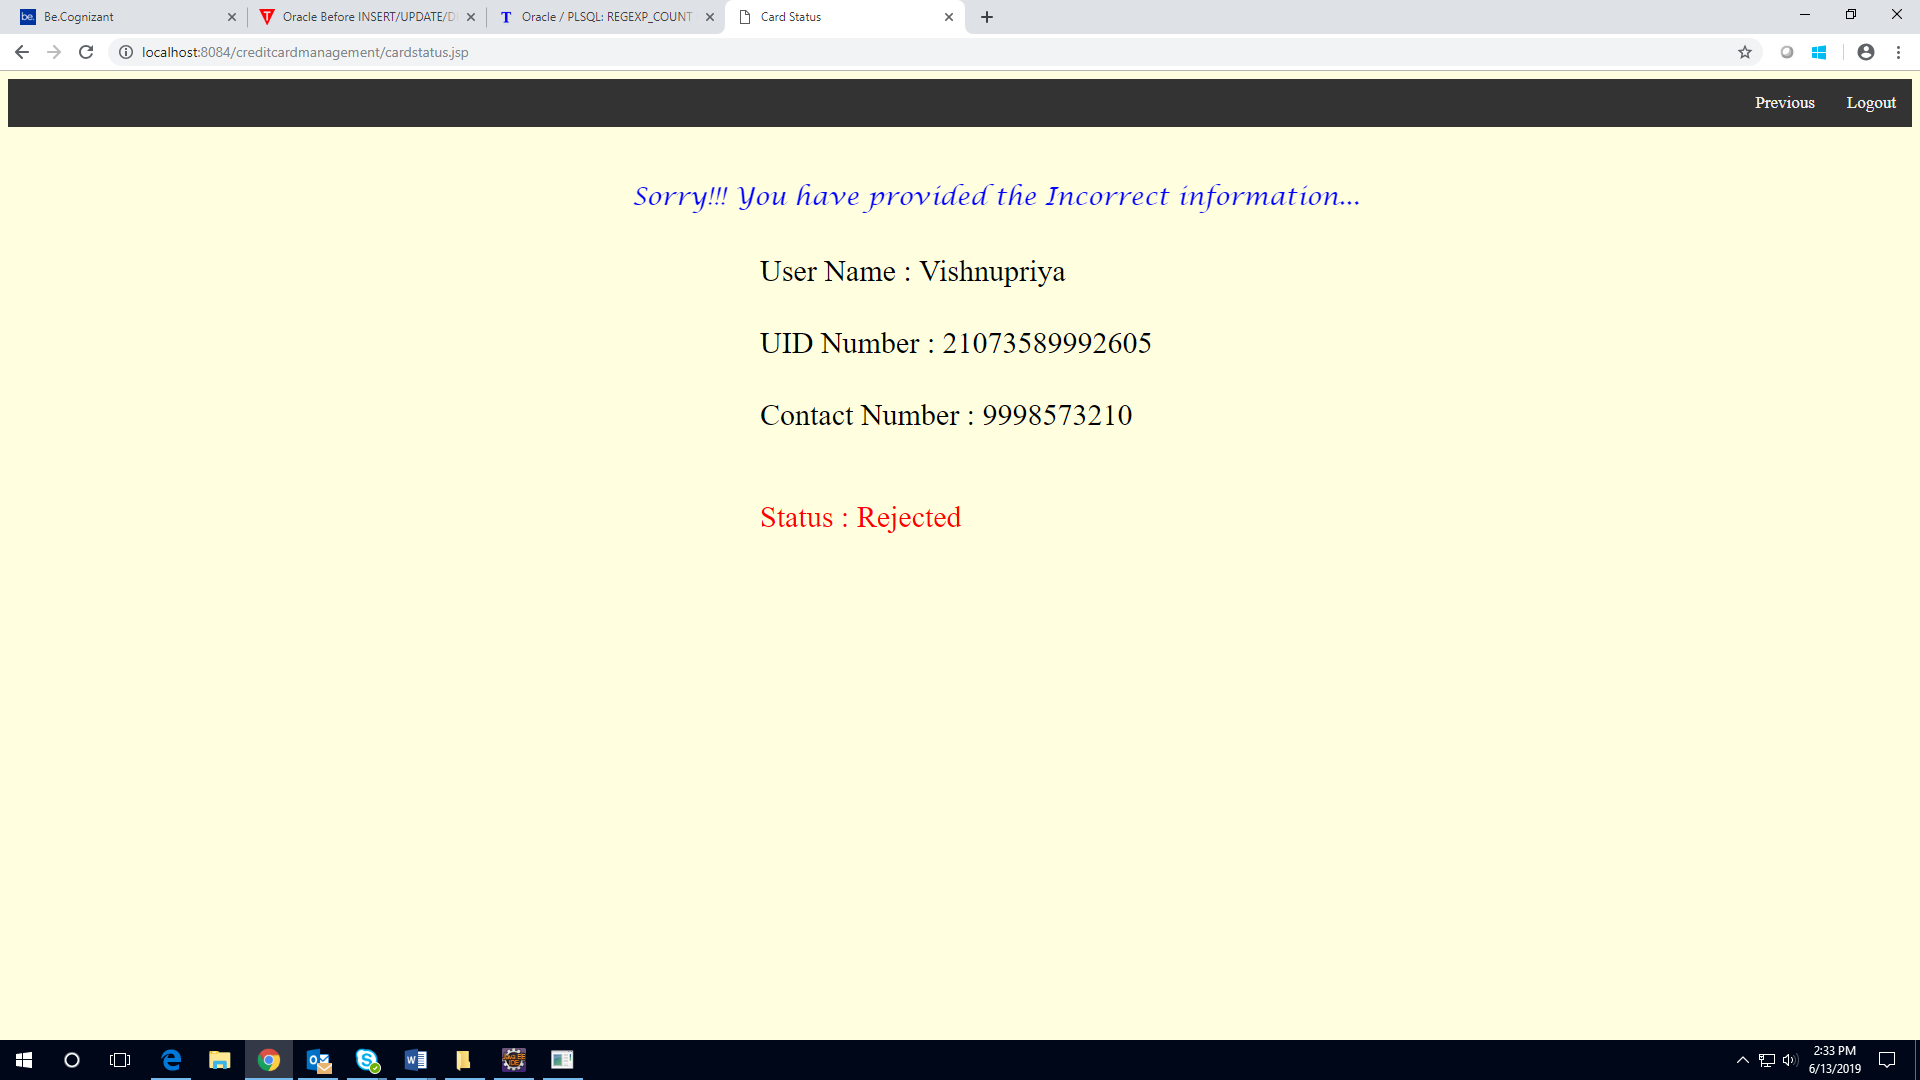 be. Be.Cognizant
Oracle Before INSERT/UPDATE/D
T Oracle / PLSQL: REGEXP_COUNT
Card Status
localhost:8084/creditcardmanagement/cardstatus.jsp
Previous Logout
Sorry!!! You have provided the Incorrect information...
User Name : Vishnupriya
UID Number : 21073589992605
Contact Number : 9998573210
Status : Rejected
2:33 PM
6/13/2019